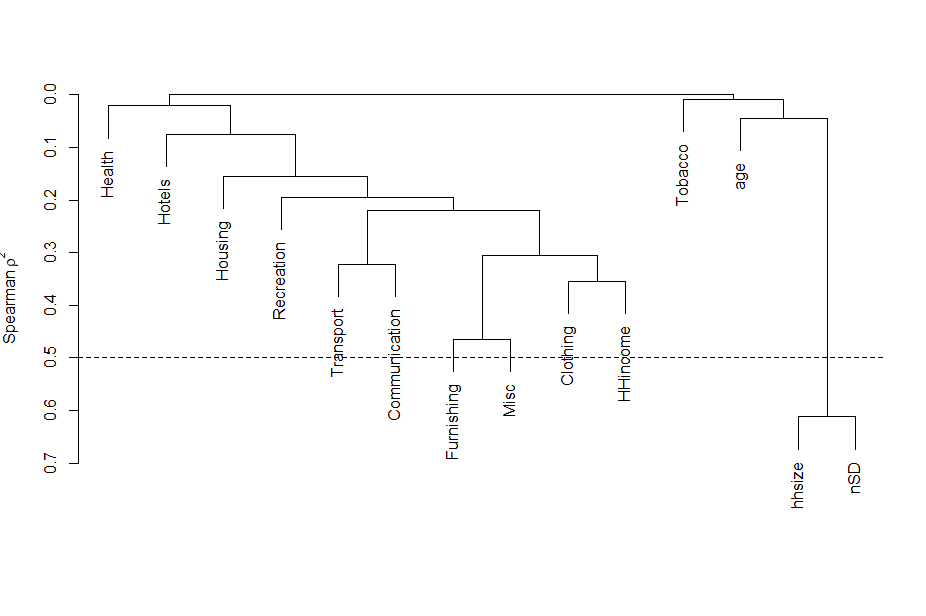 Spearman ρ²
0.0
0.1
0.2
0.3
0.4
0.5
0.6
0.7
Health
Hotels
Housing
Recreation
Transport
Communication
Furnishing
Misc
Clothing
HHincome
Tobacco
age
hhsize
nSD